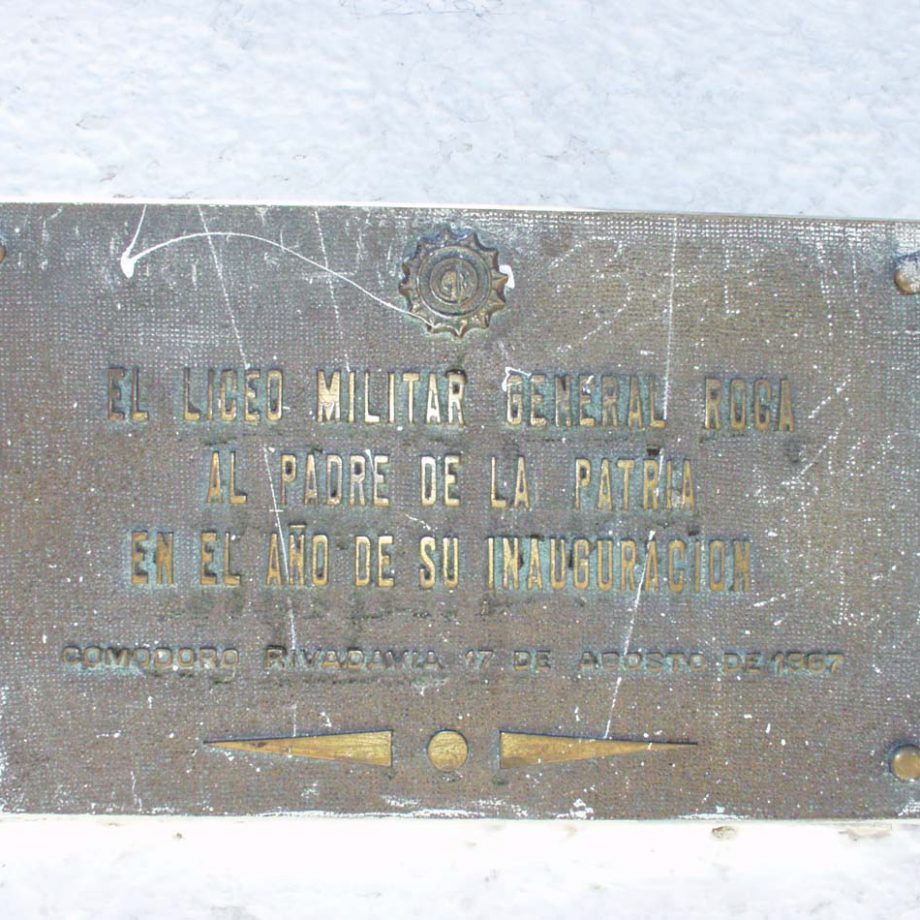 EL LICEO MILITAR GENERAL ROCA
AL PADRE DE LA PATRIA
EN EL AÑO DE SU INAUGURACION
COMODORO RIVADAVIA 17 DE AGOSTO DE 1967